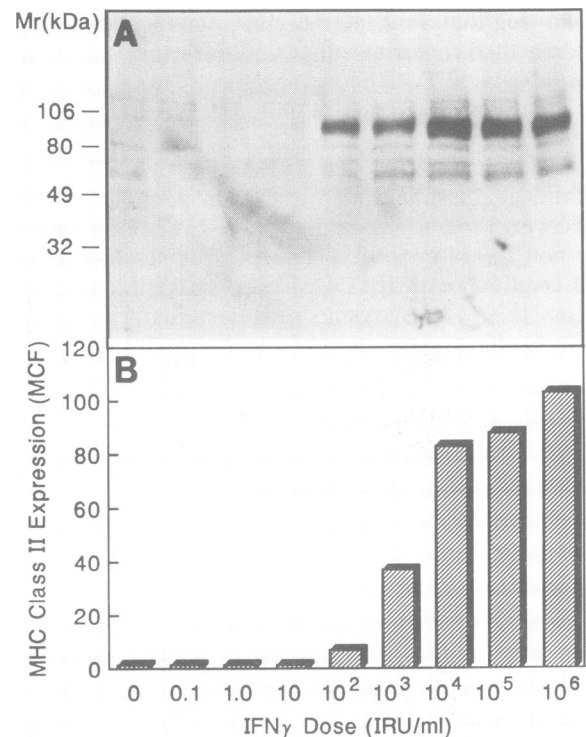 Mr(kDa)
A
106
80
49
32
B
MHC Class II Expression (MCF)
120
100
80
60
40
20
0
0 0.1 1.0 10 10² 10³ 10⁴ 10⁵ 10⁶
IFNγ Dose (IRU/ml)